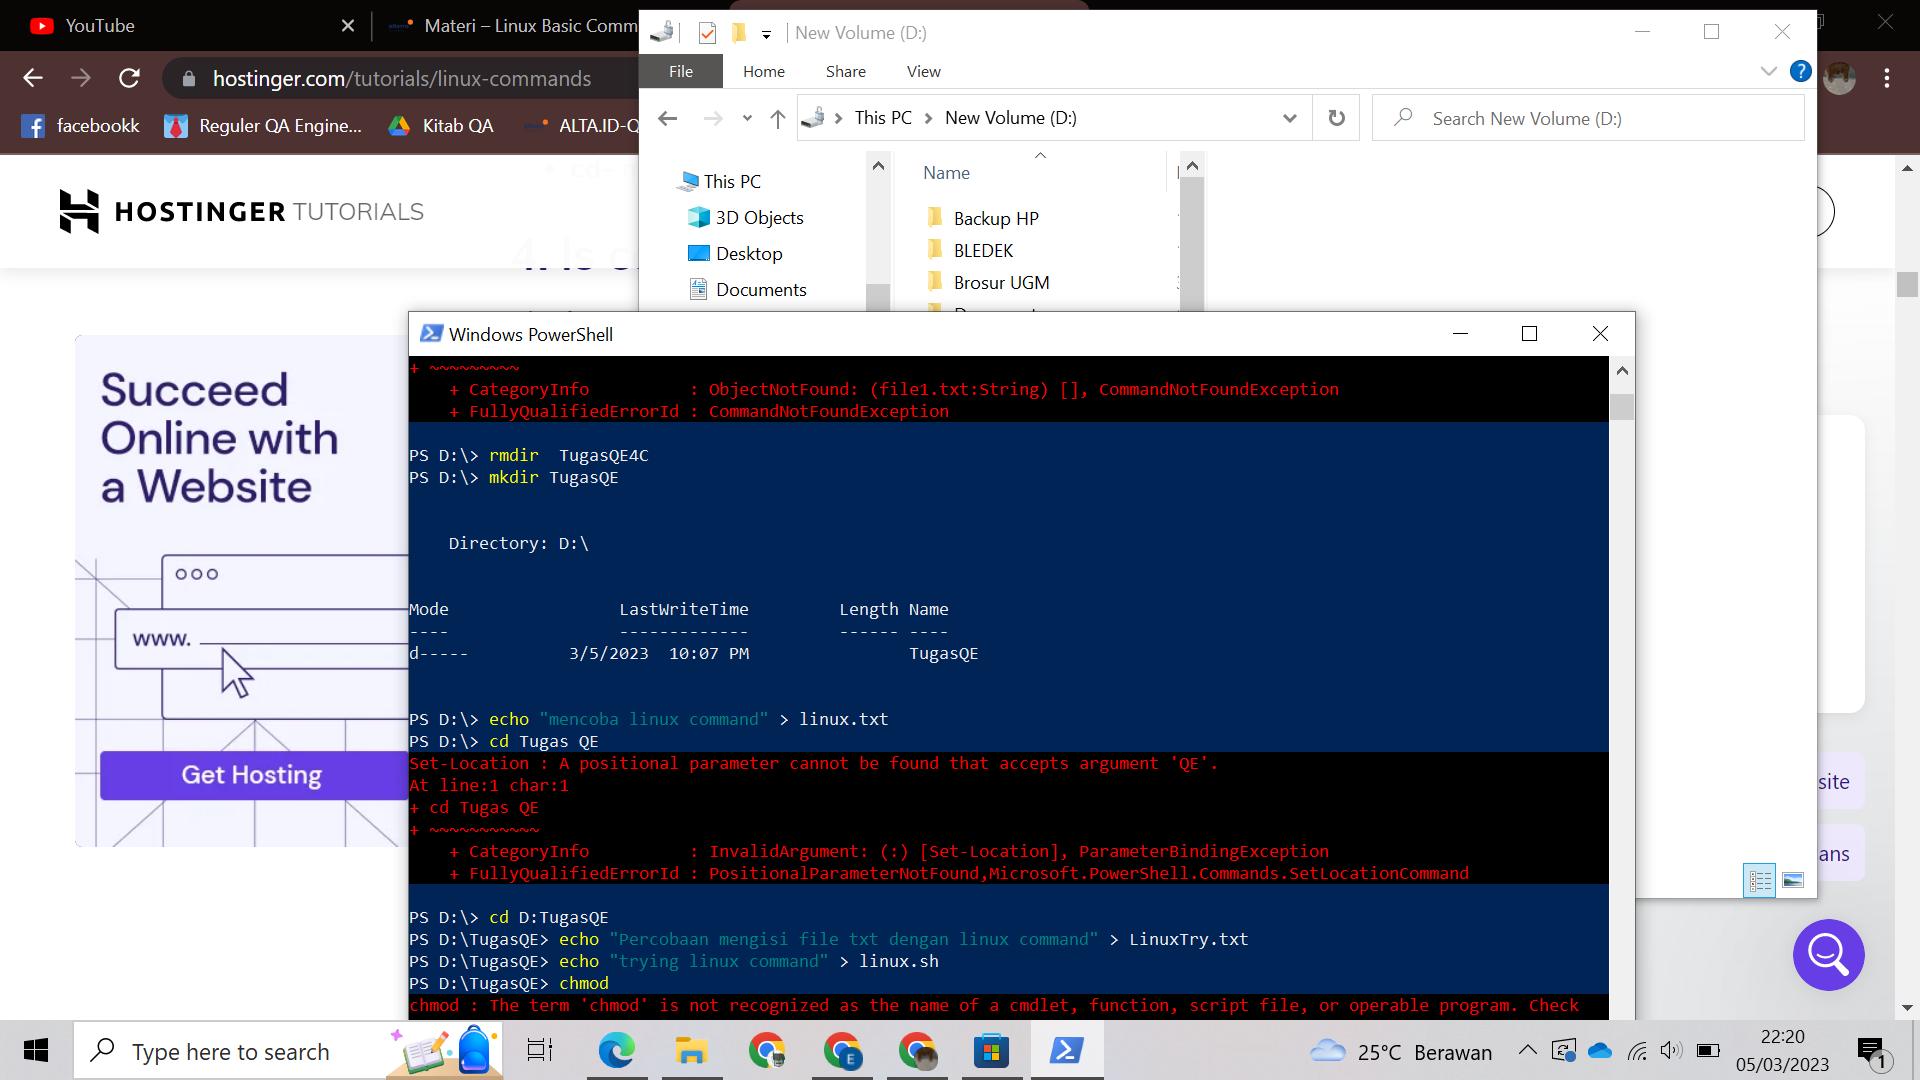 YouTube
Materi – Linux Basic Comm
hostinger.com/tutorials/linux-commands
facebookk
Reguler QA Engine...
Kitab QA
ALTA.ID-Q
HOSTINGER TUTORIALS
Succeed
Online with
a Website
www.
Get Hosting
New Volume (D:)
File
Home
Share
View
This PC
New Volume (D:)
Search New Volume (D:)
This PC
3D Objects
Desktop
Documents
Name
Backup HP
BLEDEK
Brosur UGM
Windows PowerShell
+ ~~~~~~~~~
+ CategoryInfo          : ObjectNotFound: (file1.txt:String) [], CommandNotFoundException
+ FullyQualifiedErrorId : CommandNotFoundException
PS D:\> rmdir  TugasQE4C
PS D:\> mkdir TugasQE
Directory: D:\
Mode                 LastWriteTime         Length Name
----                 -------------         ------ ----
d-----          3/5/2023  10:07 PM                TugasQE
PS D:\> echo "mencoba linux command" > linux.txt
PS D:\> cd Tugas QE
Set-Location : A positional parameter cannot be found that accepts argument 'QE'.
At line:1 char:1
+ cd Tugas QE
+ ~~~~~~~~~~~
+ CategoryInfo          : InvalidArgument: (:) [Set-Location], ParameterBindingException
+ FullyQualifiedErrorId : PositionalParameterNotFound,Microsoft.PowerShell.Commands.SetLocationCommand
PS D:\> cd D:TugasQE
PS D:\TugasQE> echo "Percobaan mengisi file txt dengan linux command" > LinuxTry.txt
PS D:\TugasQE> echo "trying linux command" > linux.sh
PS D:\TugasQE> chmod
chmod : The term 'chmod' is not recognized as the name of a cmdlet, function, script file, or operable program. Check
site
ans
Type here to search
E
25°C  Berawan
22:20
05/03/2023
1